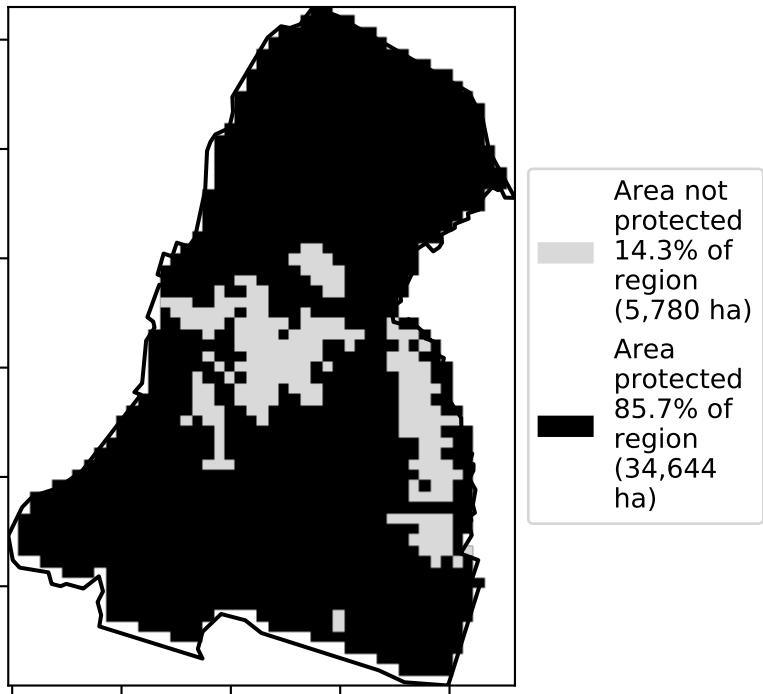 Area not
protected
14.3% of
region
(5,780 ha)
Area
protected
85.7% of
region
(34,644
ha)